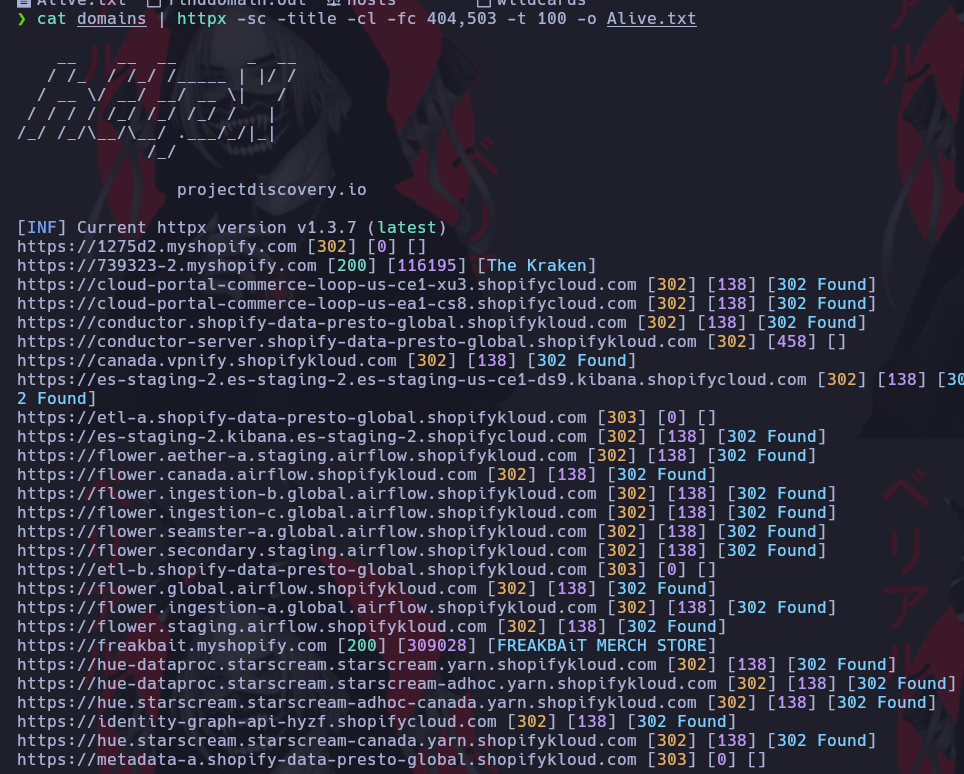 Alive.txt finddomain.out hosts wildcards
❯ cat domains | httpx -sc -title -cl -fc 404,503 -t 100 -o Alive.txt
    __    __  __       _  __
   / /_  / /_/ /_____ | |/ /
  / __ \/ __/ __/ __ \|   /
 / / / / /_/ /_/ /_/ /   |
/_/ /_/\__/\__/ .___/_/|_|
             /_/
projectdiscovery.io
[INF] Current httpx version v1.3.7 (latest)
https://1275d2.myshopify.com [302] [0] []
https://739323-2.myshopify.com [200] [116195] [The Kraken]
https://cloud-portal-commerce-loop-us-ce1-xu3.shopifycloud.com [302] [138] [302 Found]
https://cloud-portal-commerce-loop-us-ea1-cs8.shopifycloud.com [302] [138] [302 Found]
https://conductor.shopify-data-presto-global.shopifykloud.com [302] [138] [302 Found]
https://conductor-server.shopify-data-presto-global.shopifykloud.com [302] [458] []
https://canada.vpnify.shopifykloud.com [302] [138] [302 Found]
https://es-staging-2.es-staging-2.es-staging-us-ce1-ds9.kibana.shopifycloud.com [302] [138] [30
2 Found]
https://etl-a.shopify-data-presto-global.shopifykloud.com [303] [0] []
https://es-staging-2.kibana.es-staging-2.shopifycloud.com [302] [138] [302 Found]
https://flower.aether-a.staging.airflow.shopifykloud.com [302] [138] [302 Found]
https://flower.canada.airflow.shopifykloud.com [302] [138] [302 Found]
https://flower.ingestion-b.global.airflow.shopifykloud.com [302] [138] [302 Found]
https://flower.ingestion-c.global.airflow.shopifykloud.com [302] [138] [302 Found]
https://flower.seamster-a.global.airflow.shopifykloud.com [302] [138] [302 Found]
https://flower.secondary.staging.airflow.shopifykloud.com [302] [138] [302 Found]
https://etl-b.shopify-data-presto-global.shopifykloud.com [303] [0] []
https://flower.global.airflow.shopifykloud.com [302] [138] [302 Found]
https://flower.ingestion-a.global.airflow.shopifykloud.com [302] [138] [302 Found]
https://flower.staging.airflow.shopifykloud.com [302] [138] [302 Found]
https://freakbait.myshopify.com [200] [309028] [FREAKBAiT MERCH STORE]
https://hue-dataproc.starscream.starscream.yarn.shopifykloud.com [302] [138] [302 Found]
https://hue-dataproc.starscream.starscream-adhoc.yarn.shopifykloud.com [302] [138] [302 Found]
https://hue.starscream.starscream-adhoc-canada.yarn.shopifykloud.com [302] [138] [302 Found]
https://identity-graph-api-hyzf.shopifycloud.com [302] [138] [302 Found]
https://hue.starscream.starscream-canada.yarn.shopifykloud.com [302] [138] [302 Found]
https://metadata-a.shopify-data-presto-global.shopifykloud.com [303] [0] []
ベリア